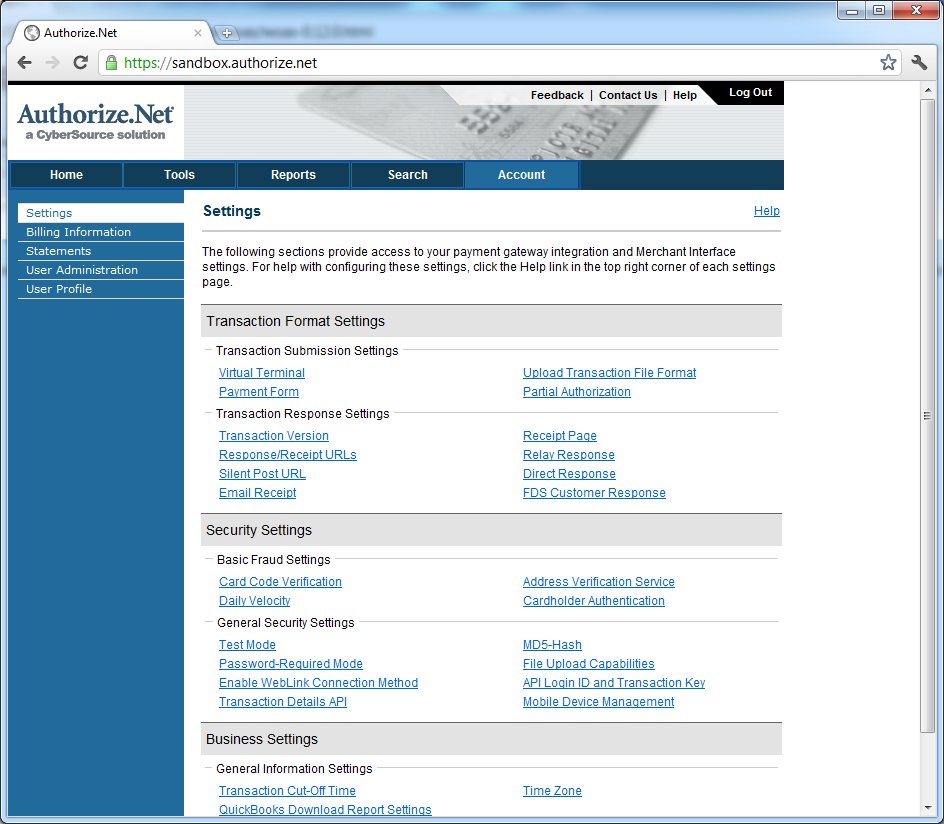 Authorize.Net
https://sandbox.authorize.net
Feedback | Contact Us | Help
Log Out
Authorize.Net
a CyberSource solution
Home Tools Reports Search Account
Settings
Billing Information
Statements
User Administration
User Profile
Settings
Help
The following sections provide access to your payment gateway integration and Merchant Interface
settings. For help with configuring these settings, click the Help link in the top right corner of each settings
page.
Transaction Format Settings
Transaction Submission Settings
Virtual Terminal Upload Transaction File Format
Payment Form Partial Authorization
Transaction Response Settings
Transaction Version Receipt Page
Response/Receipt URLs Relay Response
Silent Post URL Direct Response
Email Receipt FDS Customer Response
Security Settings
Basic Fraud Settings
Card Code Verification Address Verification Service
Daily Velocity Cardholder Authentication
General Security Settings
Test Mode MD5-Hash
Password-Required Mode File Upload Capabilities
Enable WebLink Connection Method API Login ID and Transaction Key
Transaction Details API Mobile Device Management
Business Settings
General Information Settings
Transaction Cut-Off Time Time Zone
QuickBooks Download Report Settings